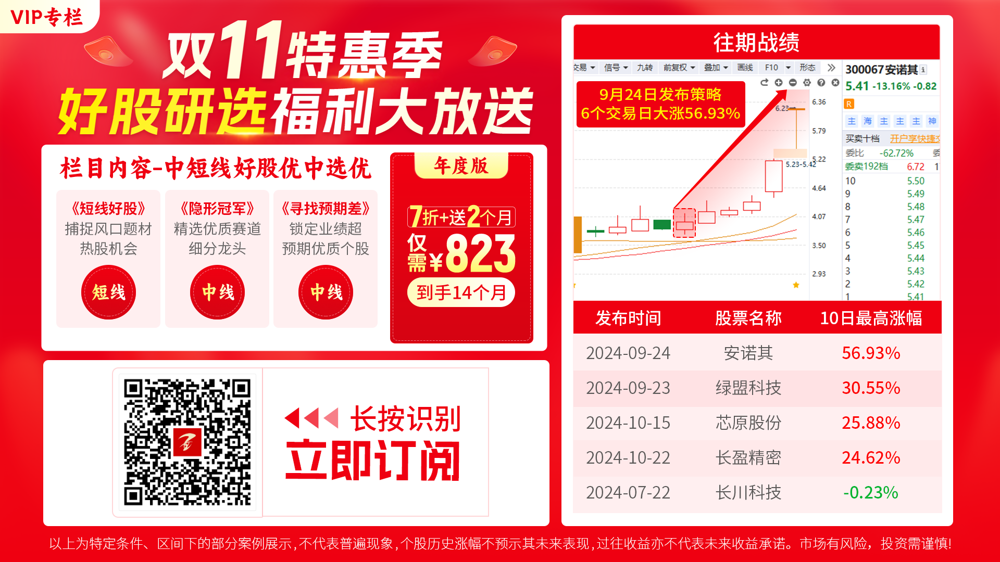 VIP专栏
双11特惠季
好股研选福利大放送
栏目内容-中短线好股优中选优
《短线好股》
捕捉风口题材
热股机会
短线
《隐形冠军》
精选优质赛道
细分龙头
中线
《寻找预期差》
锁定业绩超
预期优质个股
中线
年度版
7折+送2个月
仅需¥823
到手14个月
长按识别
立即订阅
往期战绩
交易 信号 九转 前复权 叠加 画线 F10 形态
9月24日发布策略
6个交易日大涨56.93%
6.23
5.23-5.42
6.36
5.79
5.22
4.64
4.07
3.50
2.93
300067安诺其
5.41 -13.16% -0.82
R
主 海 主 主 主 神
买卖十档 开户享快捷交
委比 -62.72% 委
委卖192档 6.72 1
10 5.50
9 5.49
8 5.48
7 5.47
6 5.46
5 5.45
4 5.44
3 5.43
2 5.42
1 5.41
发布时间 股票名称 10日最高涨幅
2024-09-24 安诺其 56.93%
2024-09-23 绿盟科技 30.55%
2024-10-15 芯原股份 25.88%
2024-10-22 长盈精密 24.62%
2024-07-22 长川科技 -0.23%
以上为特定条件、区间下的部分案例展示,不代表普遍现象,个股历史涨幅不预示其未来表现,过往收益亦不代表未来收益承诺。市场有风险，投资需谨慎!